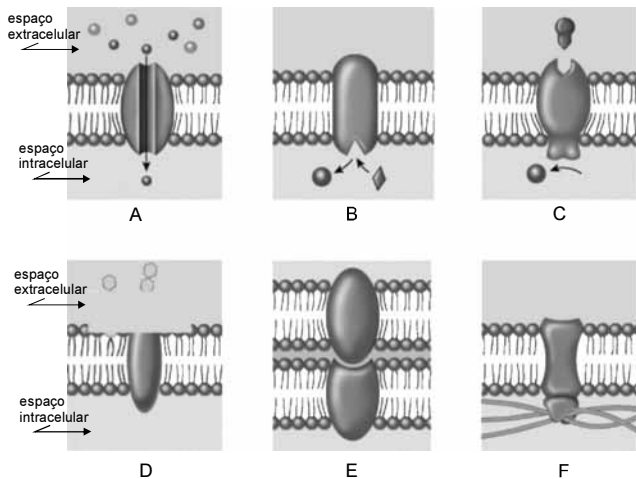 espaço
extracelular
espaço
intracelular
A
B
C
espaço
extracelular
espaço
intracelular
D
E
F